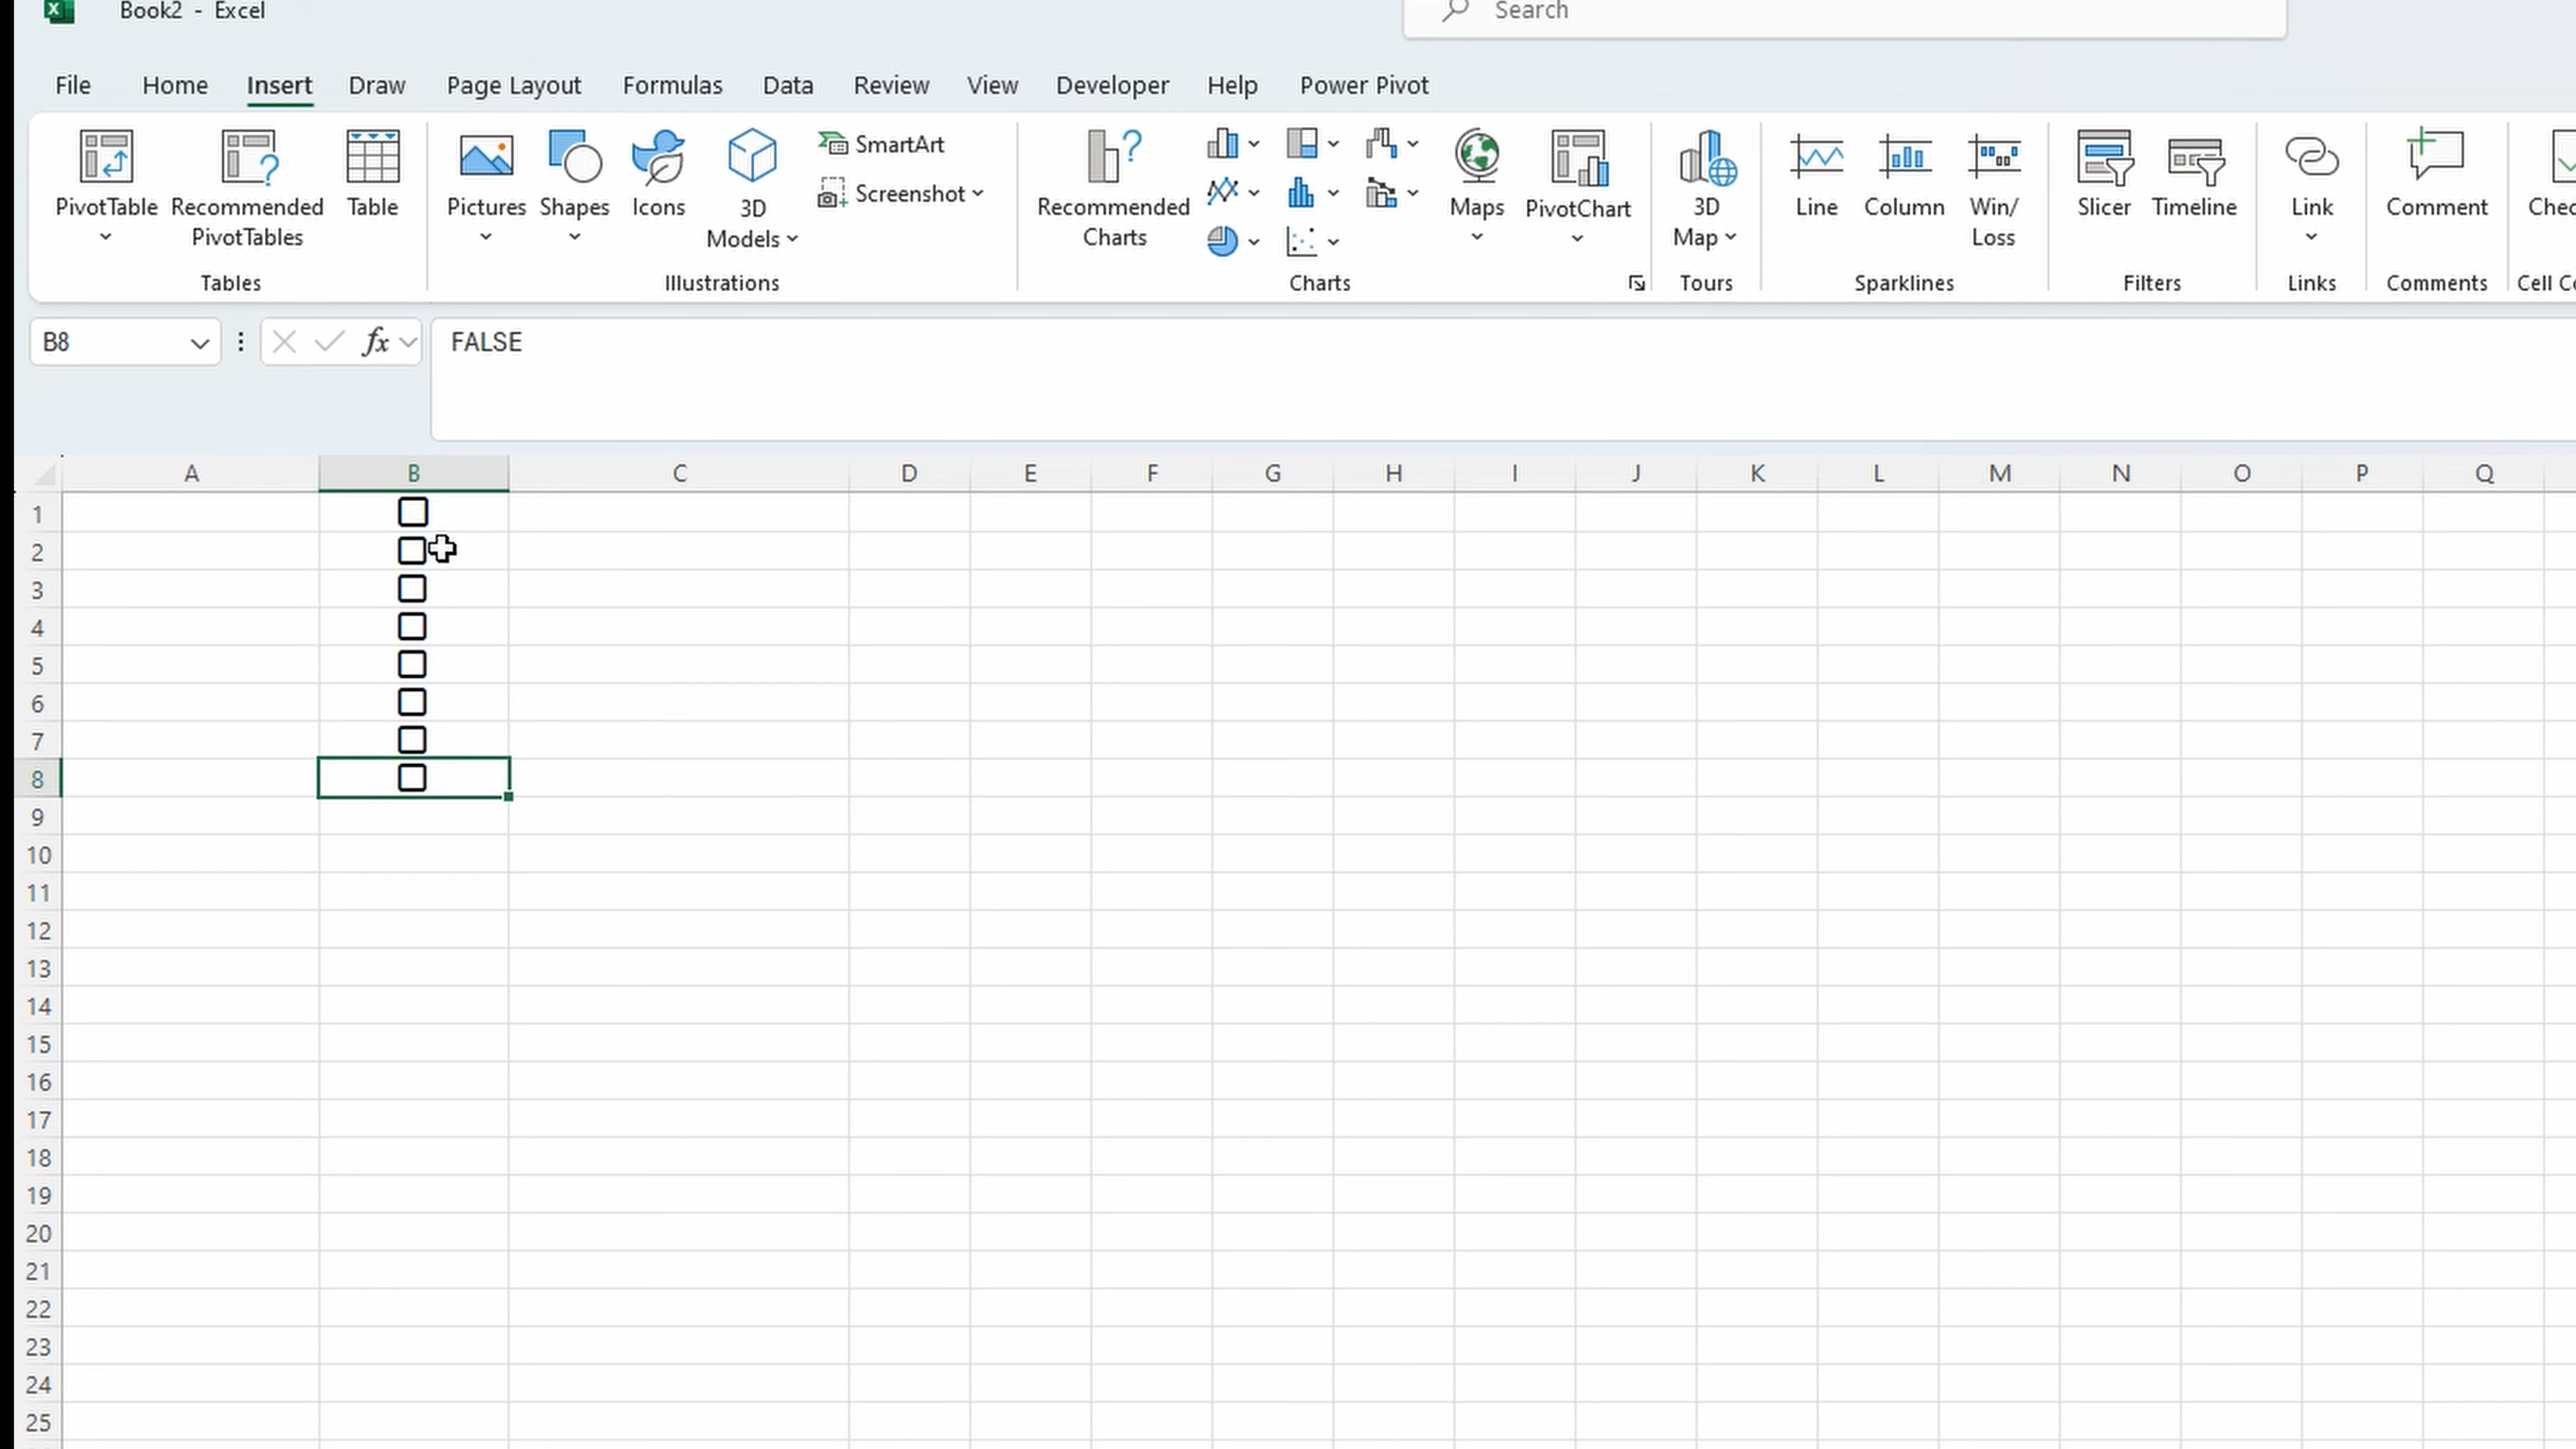 Book2 - Excel
Search
File Home Insert Draw Page Layout Formulas Data Review View Developer Help Power Pivot
PivotTable
Recommended
PivotTables
Table
Tables
Pictures
Shapes
Icons
3D
Models
SmartArt
Screenshot
Illustrations
Recommended
Charts
Maps
PivotChart
Charts
3D
Map
Tours
Line
Column
Win/
Loss
Sparklines
Slicer
Timeline
Filters
Link
Links
Comment
Comments
Cell
B8
fx
FALSE
A B C D E F G H I J K L M N O P Q
1
2
3
4
5
6
7
8
9
10
11
12
13
14
15
16
17
18
19
20
21
22
23
24
25